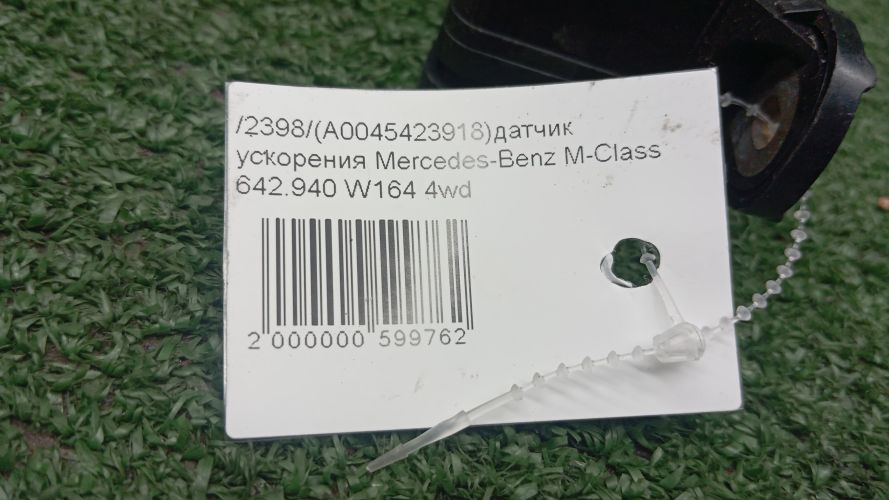 /2398/(A0045423918)датчик
ускорения Mercedes-Benz M-Class
642.940 W164 4wd
2 000000 599762